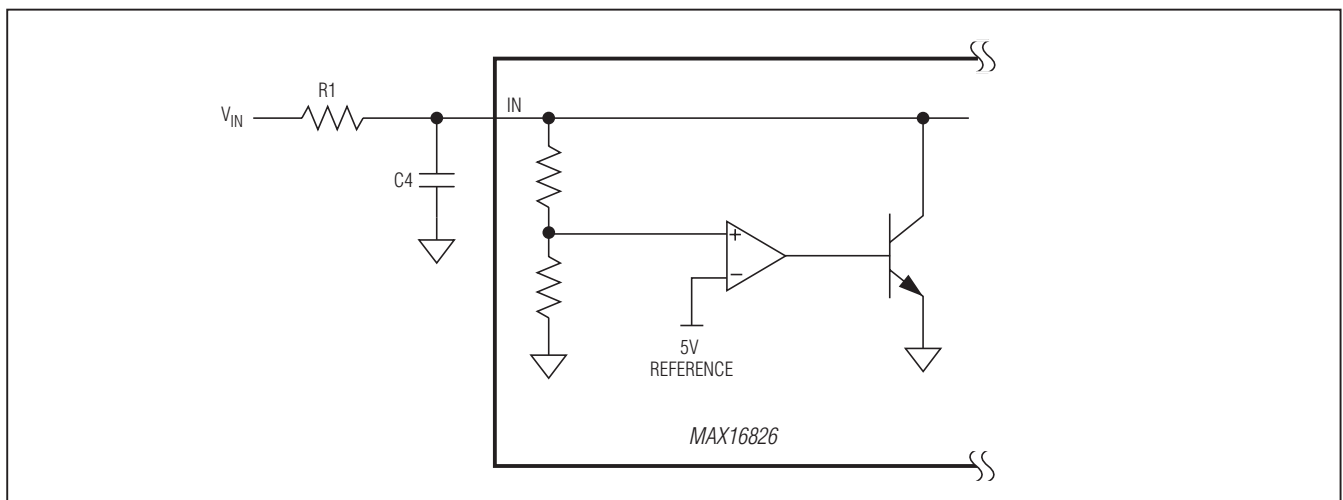 R1
V_IN
IN
C4
+
−
5V
REFERENCE
MAX16826